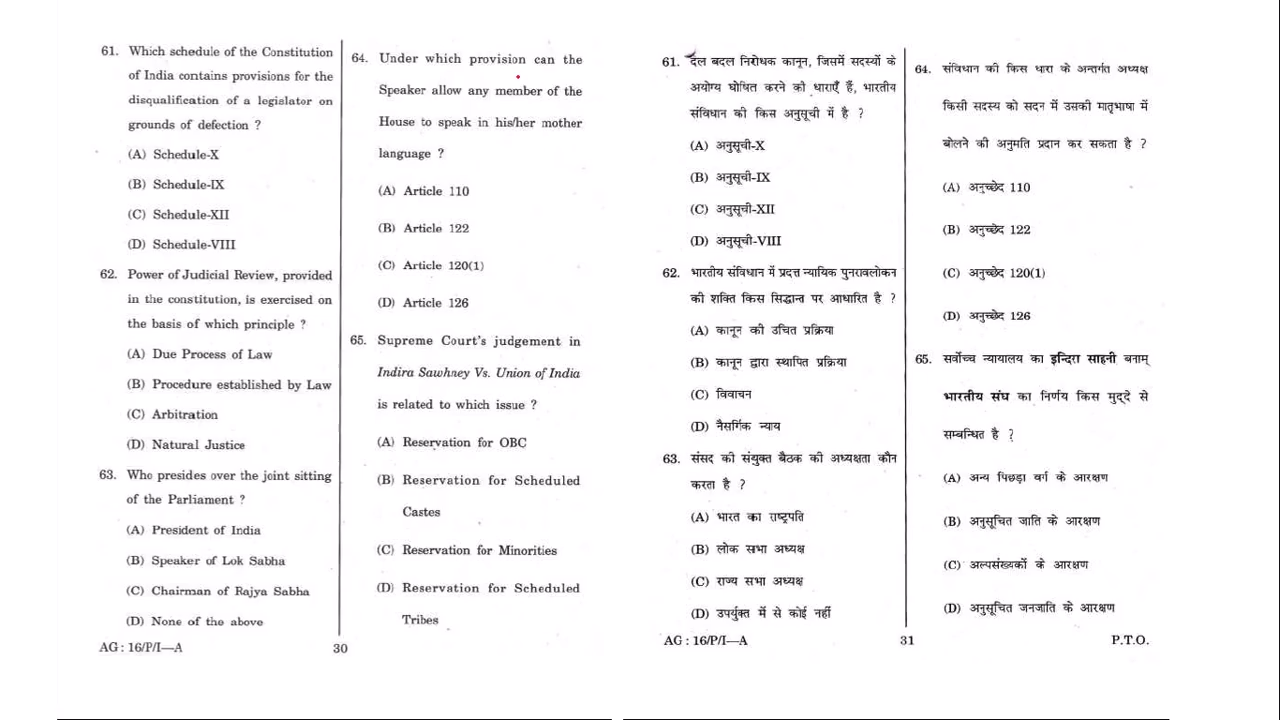 61. Which schedule of the Constitution
of India contains provisions for the
disqualification of a legislator on
grounds of defection ?
(A) Schedule-X
(B) Schedule-IX
(C) Schedule-XII
(D) Schedule-VIII
62. Power of Judicial Review, provided
in the constitution, is exercised on
the basis of which principle ?
(A) Due Process of Law
(B) Procedure established by Law
(C) Arbitration
(D) Natural Justice
63. Who presides over the joint sitting
of the Parliament ?
(A) President of India
(B) Speaker of Lok Sabha
(C) Chairman of Rajya Sabha
(D) None of the above
64. Under which provision can the
Speaker allow any member of the
House to speak in his/her mother
language ?
(A) Article 110
(B) Article 122
(C) Article 120(1)
(D) Article 126
65. Supreme Court's judgement in
Indira Sawhney Vs. Union of India
is related to which issue ?
(A) Reservation for OBC
(B) Reservation for Scheduled
Castes
(C) Reservation for Minorities
(D) Reservation for Scheduled
Tribes
AG : 16/P/I—A
30
61. दल बदल निरोधक कानून, जिसमें सदस्यों के
अयोग्य घोषित करने की धाराएँ हैं, भारतीय
संविधान की किस अनुसूची में है ?
(A) अनुसूची-X
(B) अनुसूची-IX
(C) अनुसूची-XII
(D) अनुसूची-VIII
62. भारतीय संविधान में प्रदत्त न्यायिक पुनरावलोकन
की शक्ति किस सिद्धान्त पर आधारित है ?
(A) कानून की उचित प्रक्रिया
(B) कानून द्वारा स्थापित प्रक्रिया
(C) विवाचन
(D) नैसर्गिक न्याय
63. संसद की संयुक्त बैठक की अध्यक्षता कौन
करता है ?
(A) भारत का राष्ट्रपति
(B) लोक सभा अध्यक्ष
(C) राज्य सभा अध्यक्ष
(D) उपर्युक्त में से कोई नहीं
64. संविधान की किस धारा के अन्तर्गत अध्यक्ष
किसी सदस्य को सदन में उसकी मातृभाषा में
बोलने की अनुमति प्रदान कर सकता है ?
(A) अनुच्छेद 110
(B) अनुच्छेद 122
(C) अनुच्छेद 120(1)
(D) अनुच्छेद 126
65. सर्वोच्च न्यायालय का इन्दिरा साहनी बनाम्
भारतीय संघ का निर्णय किस मुद्दे से
सम्बन्धित है ?
(A) अन्य पिछड़ा वर्ग के आरक्षण
(B) अनुसूचित जाति के आरक्षण
(C) अल्पसंख्यकों के आरक्षण
(D) अनुसूचित जनजाति के आरक्षण
AG : 16/P/I—A
31
P.T.O.